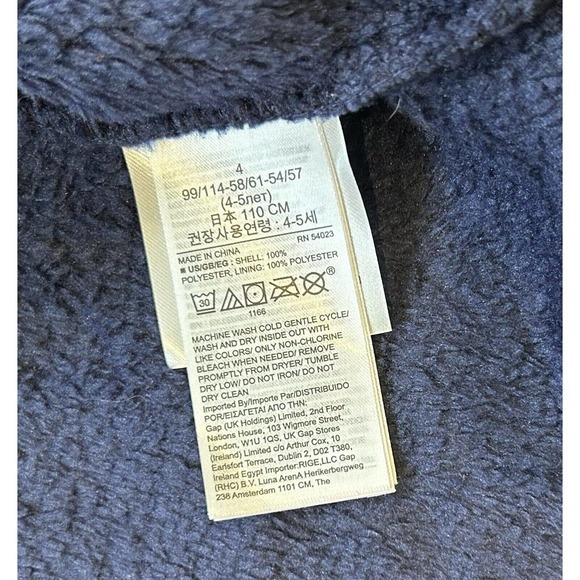 4
99/114-58/61-54/57
(4-5лет)
日本 110 CM
권장사용연령 : 4-5세
RN 54023
MADE IN CHINA
■ US/GB/EG : SHELL: 100%
POLYESTER, LINING: 100% POLYESTER
30
1166
MACHINE WASH COLD GENTLE CYCLE/
WASH AND DRY INSIDE OUT WITH
LIKE COLORS/ ONLY NON-CHLORINE
BLEACH WHEN NEEDED/ REMOVE
PROMPTLY FROM DRYER/ TUMBLE
DRY LOW/ DO NOT IRON/ DO NOT
DRY CLEAN
Imported By/Importe Par/DISTRIBUIDO
POR/ΕΙΣΑΓΕΤΑΙ ΑΠΟ ΤΗΝ:
Gap (UK Holdings) Limited, 2nd Floor
Nations House, 103 Wigmore Street,
London, W1U 1QS, UK Gap Stores
(Ireland) Limited c/o Arthur Cox, 10
Earlsfort Terrace, Dublin 2, D02 T380,
Ireland Egypt Importer:RIGE,LLC Gap
(RHC) B.V. Luna ArenA Herikerbergweg
238 Amsterdam 1101 CM, The